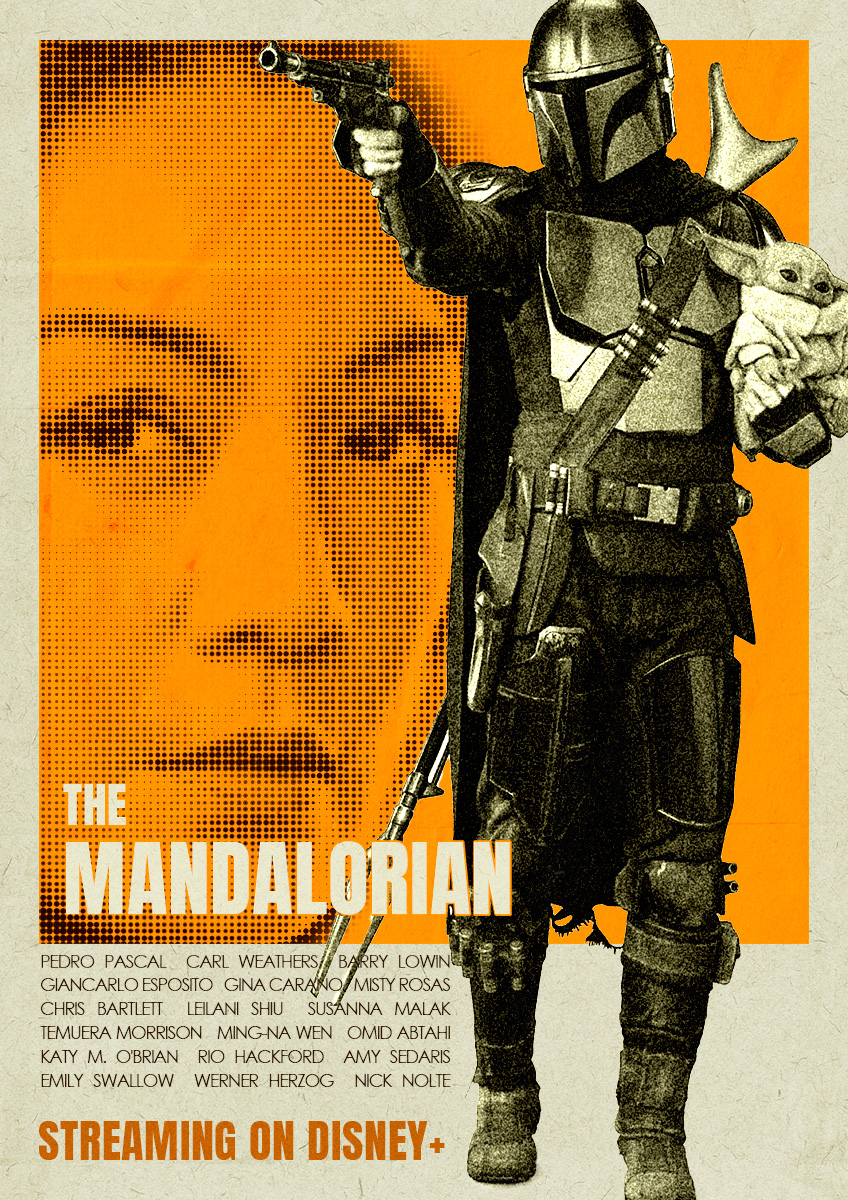 THE
MANDALORIAN
PEDRO PASCAL CARL WEATHERS BARRY LOWIN
GIANCARLO ESPOSITO GINA CARANO MISTY ROSAS
CHRIS BARTLETT LEILANI SHIU SUSANNA MALAK
TEMUERA MORRISON MING-NA WEN OMID ABTAHI
KATY M. O'BRIAN RIO HACKFORD AMY SEDARIS
EMILY SWALLOW WERNER HERZOG NICK NOLTE
STREAMING ON DISNEY+